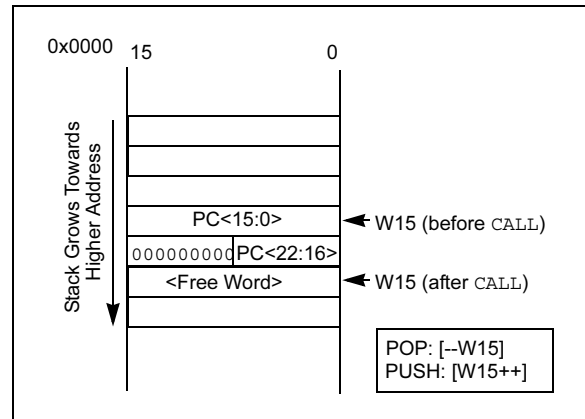 0x0000
15 0
Stack Grows Towards
Higher Address
PC<15:0>
W15 (before CALL)
000000000 PC<22:16>
<Free Word>
W15 (after CALL)
POP: [--W15]
PUSH: [W15++]